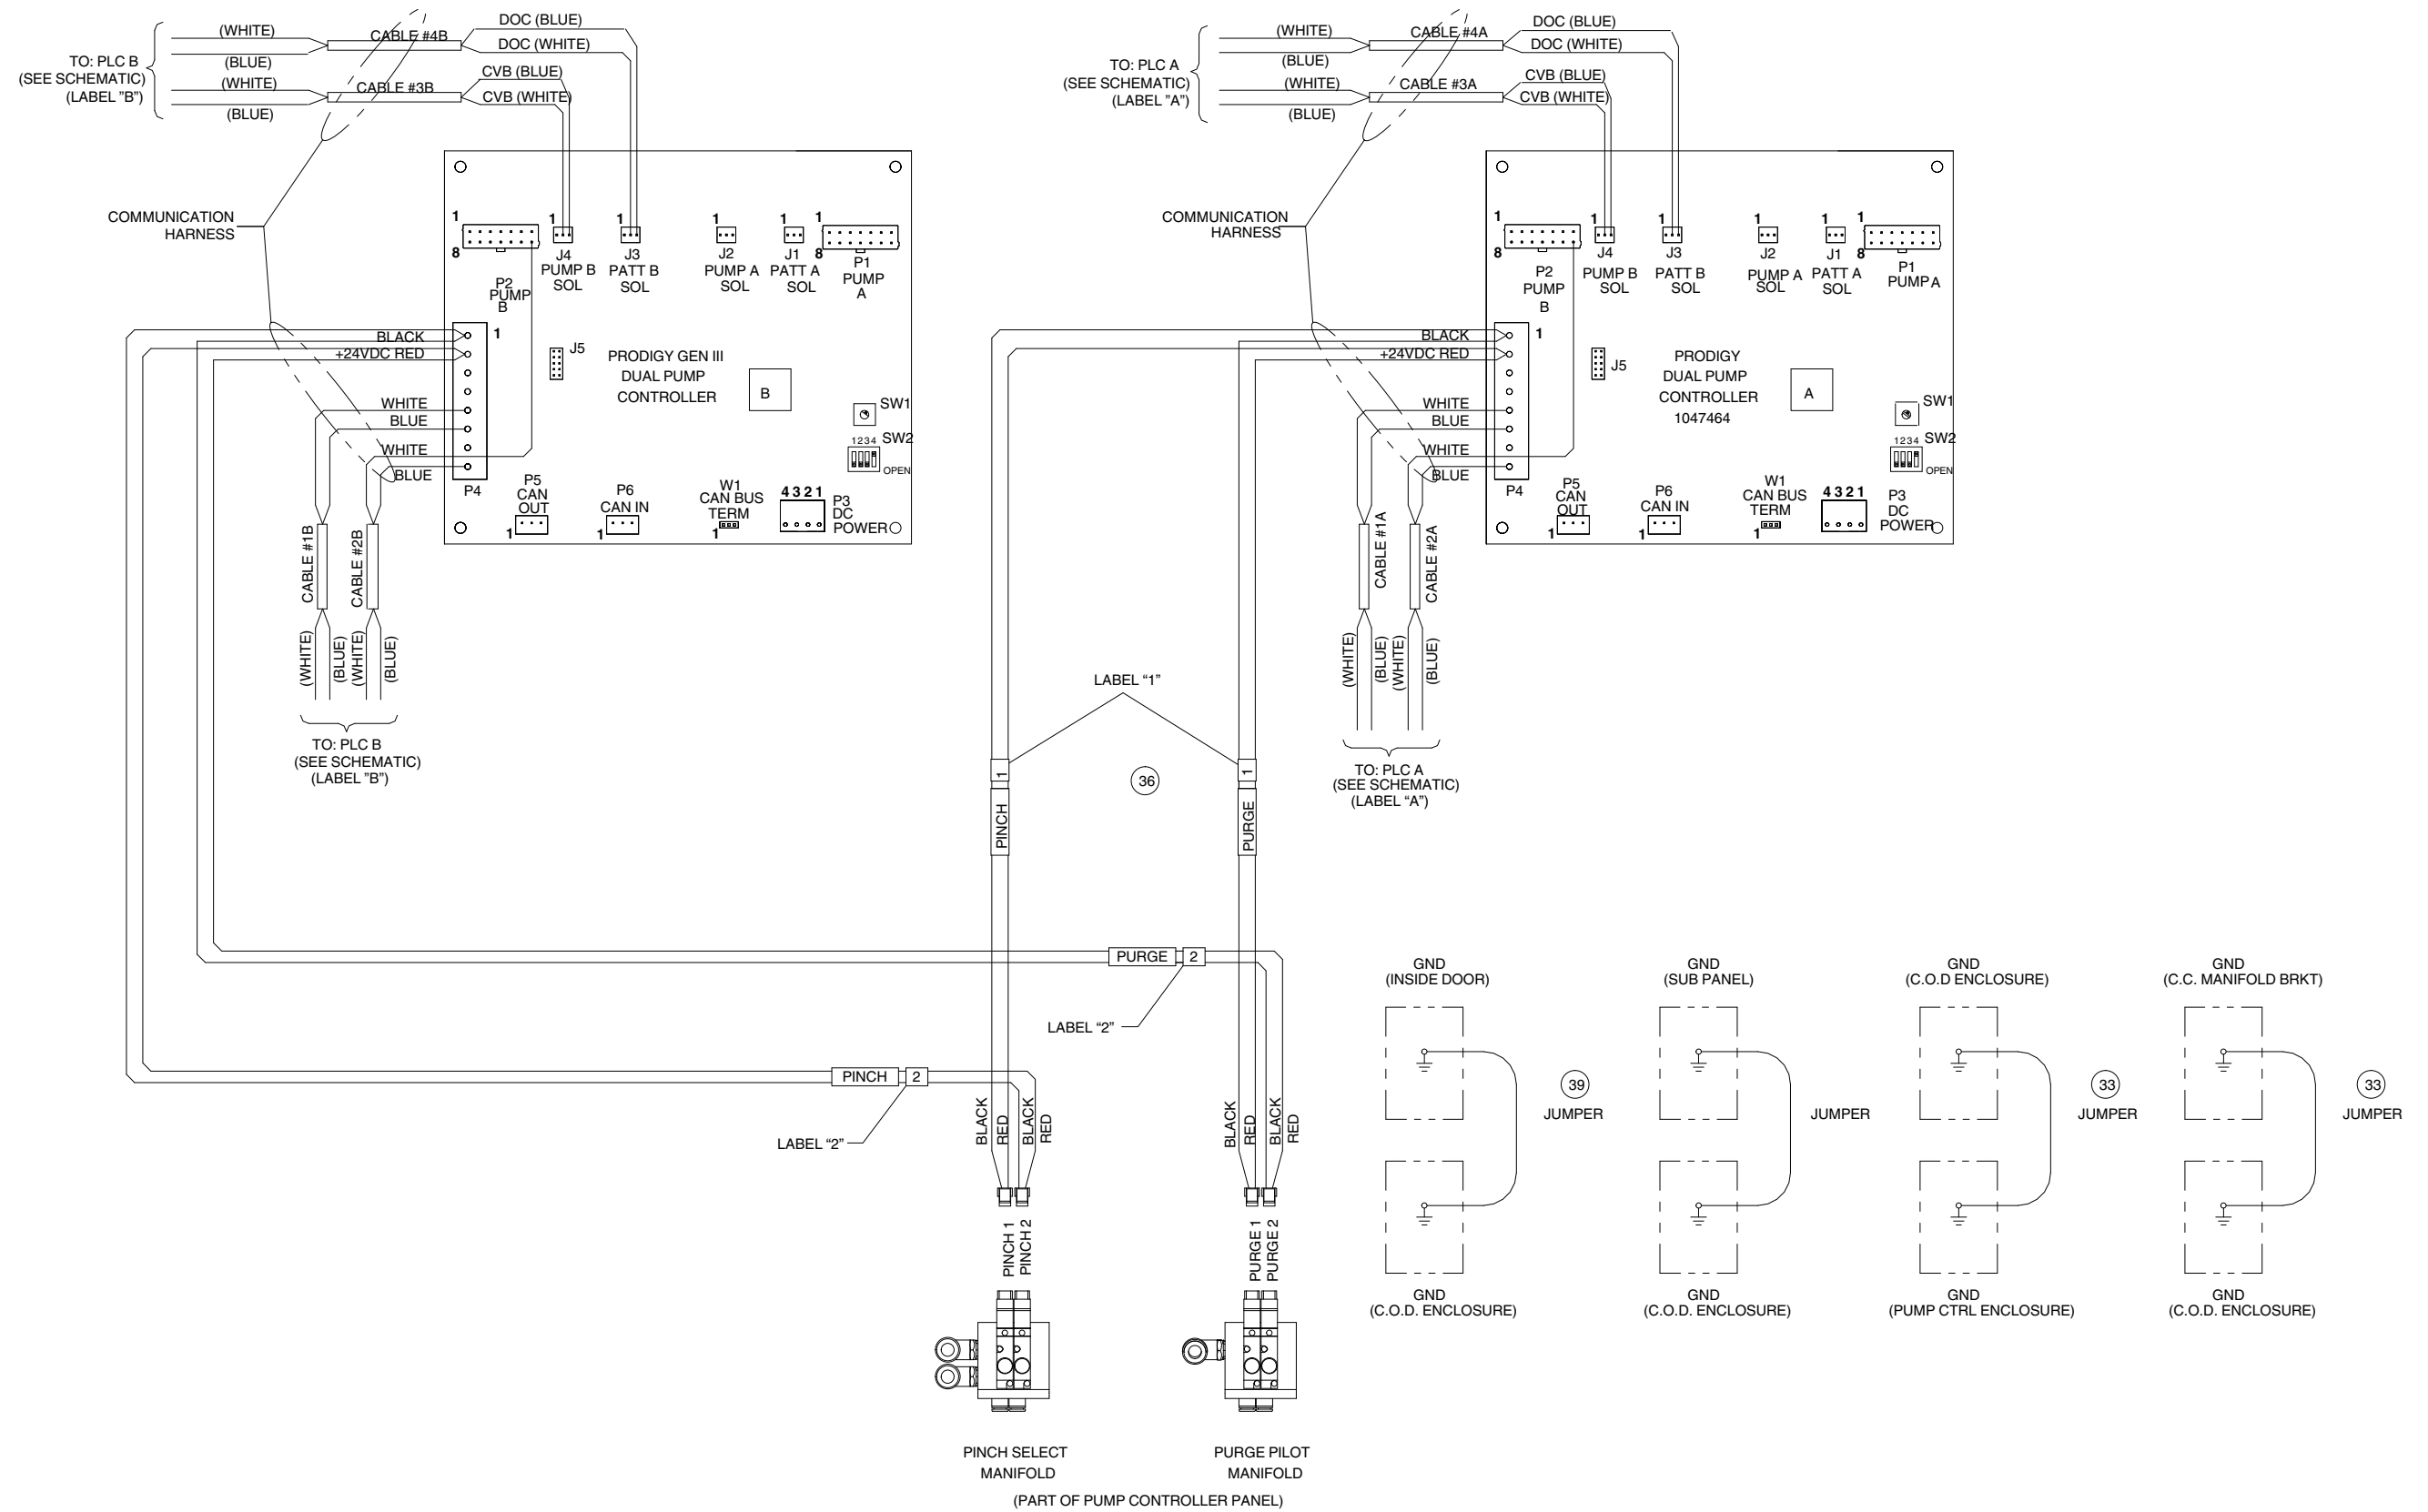 (WHITE)
(BLUE)
(WHITE)
(BLUE)
TO: PLC B
(SEE SCHEMATIC)
(LABEL "B")
CABLE #4B
CABLE #3B
DOC (BLUE)
DOC (WHITE)
CVB (BLUE)
CVB (WHITE)
COMMUNICATION
HARNESS
1
8
P2
PUMP
B
1
J4
PUMP B
SOL
1
J3
PATT B
SOL
1
J2
PUMP A
SOL
1
J1
PATT A
SOL
1
8
P1
PUMP
A
BLACK
+24VDC RED
WHITE
BLUE
WHITE
BLUE
1
P4
J5
PRODIGY GEN III
DUAL PUMP
CONTROLLER
B
SW1
1234
SW2
OPEN
P5
CAN
OUT
1
P6
CAN IN
1
W1
CAN BUS
TERM
1
4 3 2 1
P3
DC
POWER
CABLE #1B
CABLE #2B
(WHITE)
(BLUE)
(WHITE)
(BLUE)
TO: PLC B
(SEE SCHEMATIC)
(LABEL "B")
(WHITE)
(BLUE)
(WHITE)
(BLUE)
TO: PLC A
(SEE SCHEMATIC)
(LABEL "A")
CABLE #4A
CABLE #3A
DOC (BLUE)
DOC (WHITE)
CVB (BLUE)
CVB (WHITE)
COMMUNICATION
HARNESS
1
8
P2
PUMP
B
1
J4
PUMP B
SOL
1
J3
PATT B
SOL
1
J2
PUMP A
SOL
1
J1
PATT A
SOL
1
8
P1
PUMP A
BLACK
+24VDC RED
WHITE
BLUE
WHITE
BLUE
1
P4
J5
PRODIGY
DUAL PUMP
CONTROLLER
1047464
A
SW1
1234
SW2
OPEN
P5
CAN
OUT
1
P6
CAN IN
1
W1
CAN BUS
TERM
1
4 3 2 1
P3
DC
POWER
CABLE #1A
CABLE #2A
(WHITE)
(BLUE)
(WHITE)
(BLUE)
TO: PLC A
(SEE SCHEMATIC)
(LABEL “A”)
LABEL “1”
1
PINCH
36
1
PURGE
PURGE
2
LABEL “2”
PINCH
2
LABEL “2”
BLACK
RED
BLACK
RED
BLACK
RED
BLACK
RED
PINCH 1
PINCH 2
PURGE 1
PURGE 2
PINCH SELECT
MANIFOLD
PURGE PILOT
MANIFOLD
(PART OF PUMP CONTROLLER PANEL)
GND
(INSIDE DOOR)
39
JUMPER
GND
(C.O.D. ENCLOSURE)
GND
(SUB PANEL)
JUMPER
GND
(C.O.D. ENCLOSURE)
GND
(C.O.D ENCLOSURE)
33
JUMPER
GND
(PUMP CTRL ENCLOSURE)
GND
(C.C. MANIFOLD BRKT)
33
JUMPER
GND
(C.O.D. ENCLOSURE)